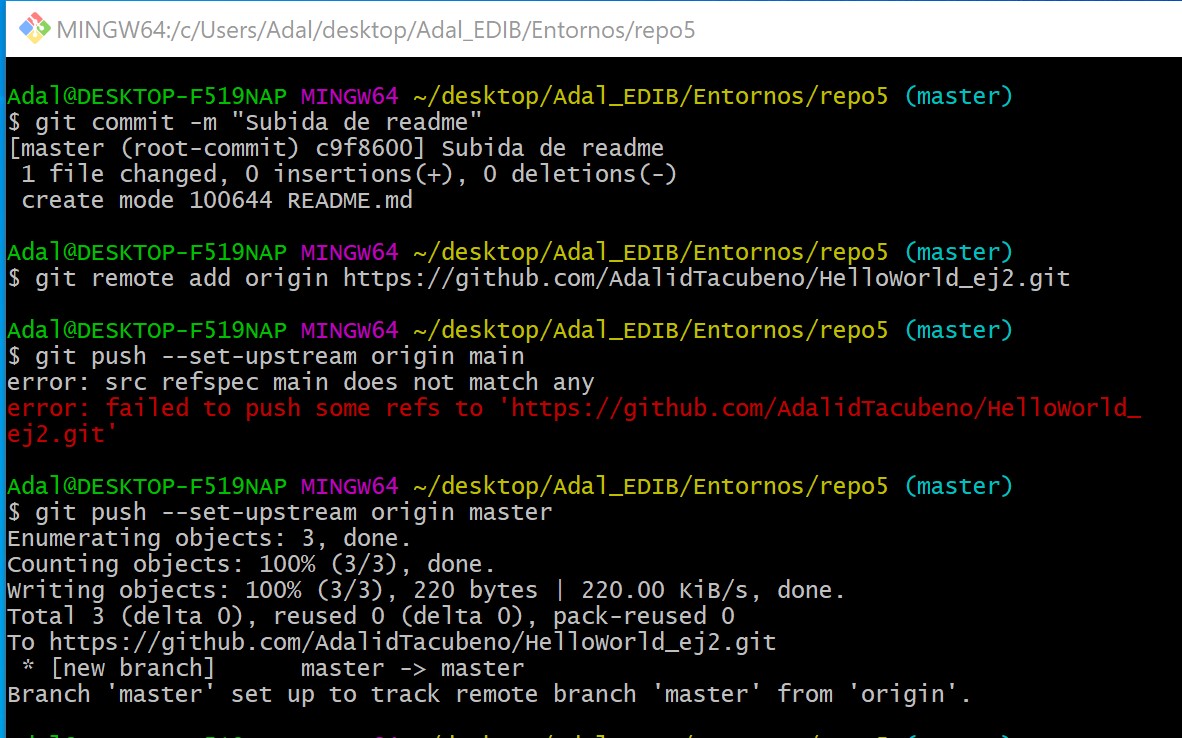 MINGW64:/c/Users/Adal/desktop/Adal_EDIB/Entornos/repo5
Adal@DESKTOP-F519NAP MINGW64 ~/desktop/Adal_EDIB/Entornos/repo5 (master)
$ git commit -m "Subida de readme"
[master (root-commit) c9f8600] Subida de readme
 1 file changed, 0 insertions(+), 0 deletions(-)
 create mode 100644 README.md
Adal@DESKTOP-F519NAP MINGW64 ~/desktop/Adal_EDIB/Entornos/repo5 (master)
$ git remote add origin https://github.com/AdalidTacubeno/HelloWorld_ej2.git
Adal@DESKTOP-F519NAP MINGW64 ~/desktop/Adal_EDIB/Entornos/repo5 (master)
$ git push --set-upstream origin main
error: src refspec main does not match any
error: failed to push some refs to 'https://github.com/AdalidTacubeno/HelloWorld_
ej2.git'
Adal@DESKTOP-F519NAP MINGW64 ~/desktop/Adal_EDIB/Entornos/repo5 (master)
$ git push --set-upstream origin master
Enumerating objects: 3, done.
Counting objects: 100% (3/3), done.
Writing objects: 100% (3/3), 220 bytes | 220.00 KiB/s, done.
Total 3 (delta 0), reused 0 (delta 0), pack-reused 0
To https://github.com/AdalidTacubeno/HelloWorld_ej2.git
 * [new branch]      master -> master
Branch 'master' set up to track remote branch 'master' from 'origin'.